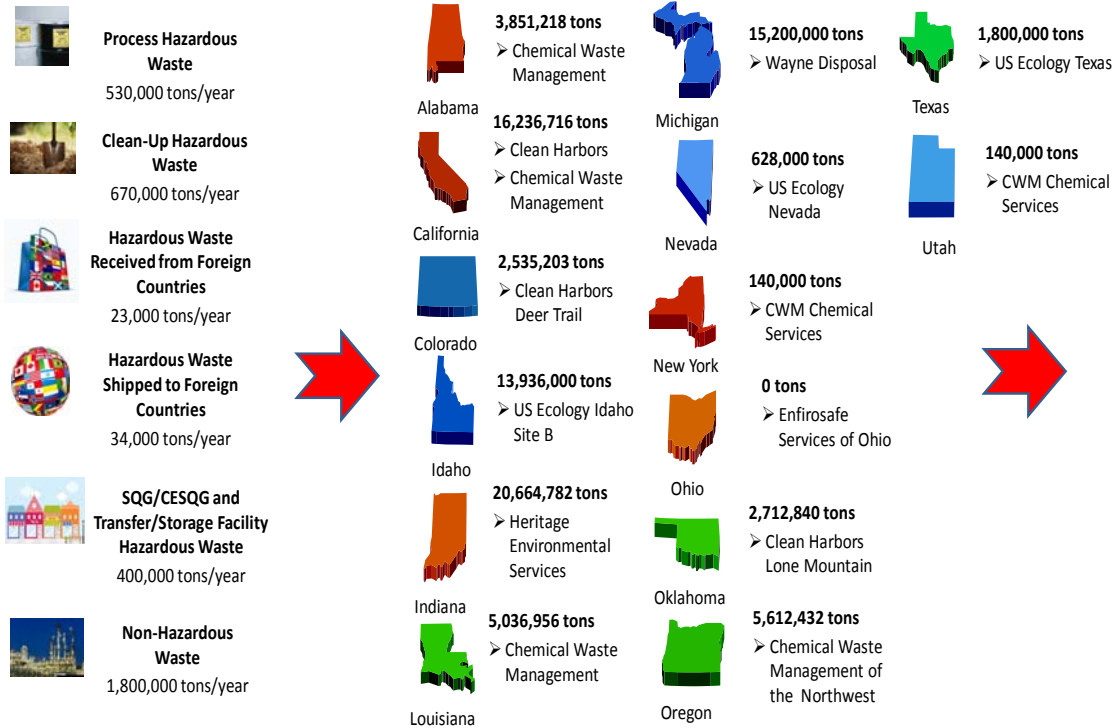 Process Hazardous
Waste
530,000 tons/year
Clean-Up Hazardous
Waste
670,000 tons/year
Hazardous Waste
Received from Foreign
Countries
23,000 tons/year
Hazardous Waste
Shipped to Foreign
Countries
34,000 tons/year
SQG/CESQG and
Transfer/Storage Facility
Hazardous Waste
400,000 tons/year
Non-Hazardous
Waste
1,800,000 tons/year
3,851,218 tons
➢ Chemical Waste
Management
Alabama
16,236,716 tons
➢ Clean Harbors
➢ Chemical Waste
Management
California
2,535,203 tons
➢ Clean Harbors
Deer Trail
Colorado
13,936,000 tons
➢ US Ecology Idaho
Site B
Idaho
20,664,782 tons
➢ Heritage
Environmental
Services
Indiana
5,036,956 tons
➢ Chemical Waste
Management
Louisiana
15,200,000 tons
➢ Wayne Disposal
Michigan
628,000 tons
➢ US Ecology
Nevada
Nevada
140,000 tons
➢ CWM Chemical
Services
New York
0 tons
➢ Enfirosafe
Services of Ohio
Ohio
2,712,840 tons
➢ Clean Harbors
Lone Mountain
Oklahoma
5,612,432 tons
➢ Chemical Waste
Management of
the Northwest
Oregon
1,800,000 tons
➢ US Ecology Texas
Texas
140,000 tons
➢ CWM Chemical
Services
Utah